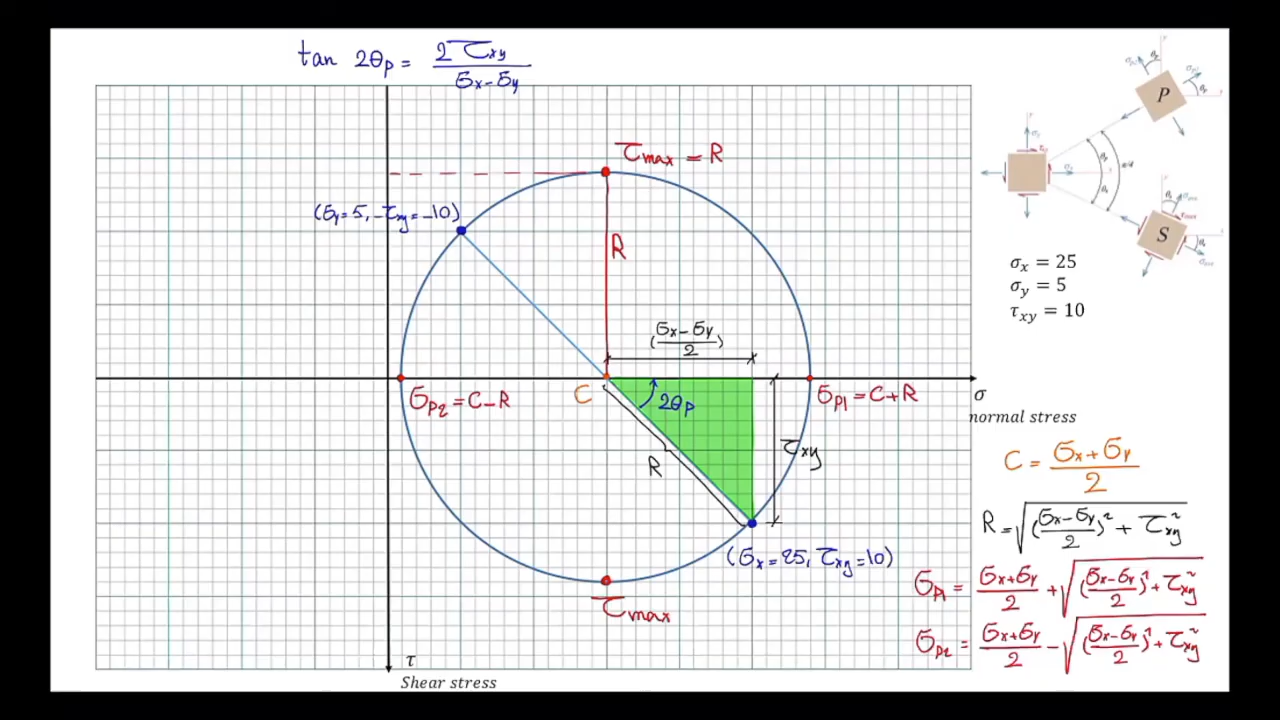 tan 2θp = 2τxy / σx-σy
τmax = R
(σy=5, -τxy=-10)
R
(σx-σy / 2)
C
2θp
σp2 = C-R
σp1 = C+R
σ
normal stress
R
τxy
(σx=25, τxy=10)
τmax
τ
Shear stress
P
S
σx = 25
σy = 5
τxy = 10
C = σx+σy / 2
R = √(σx-σy / 2)² + τxy²
σp1 = σx+σy / 2 + √(σx-σy / 2)² + τxy²
σp2 = σx+σy / 2 - √(σx-σy / 2)² + τxy²